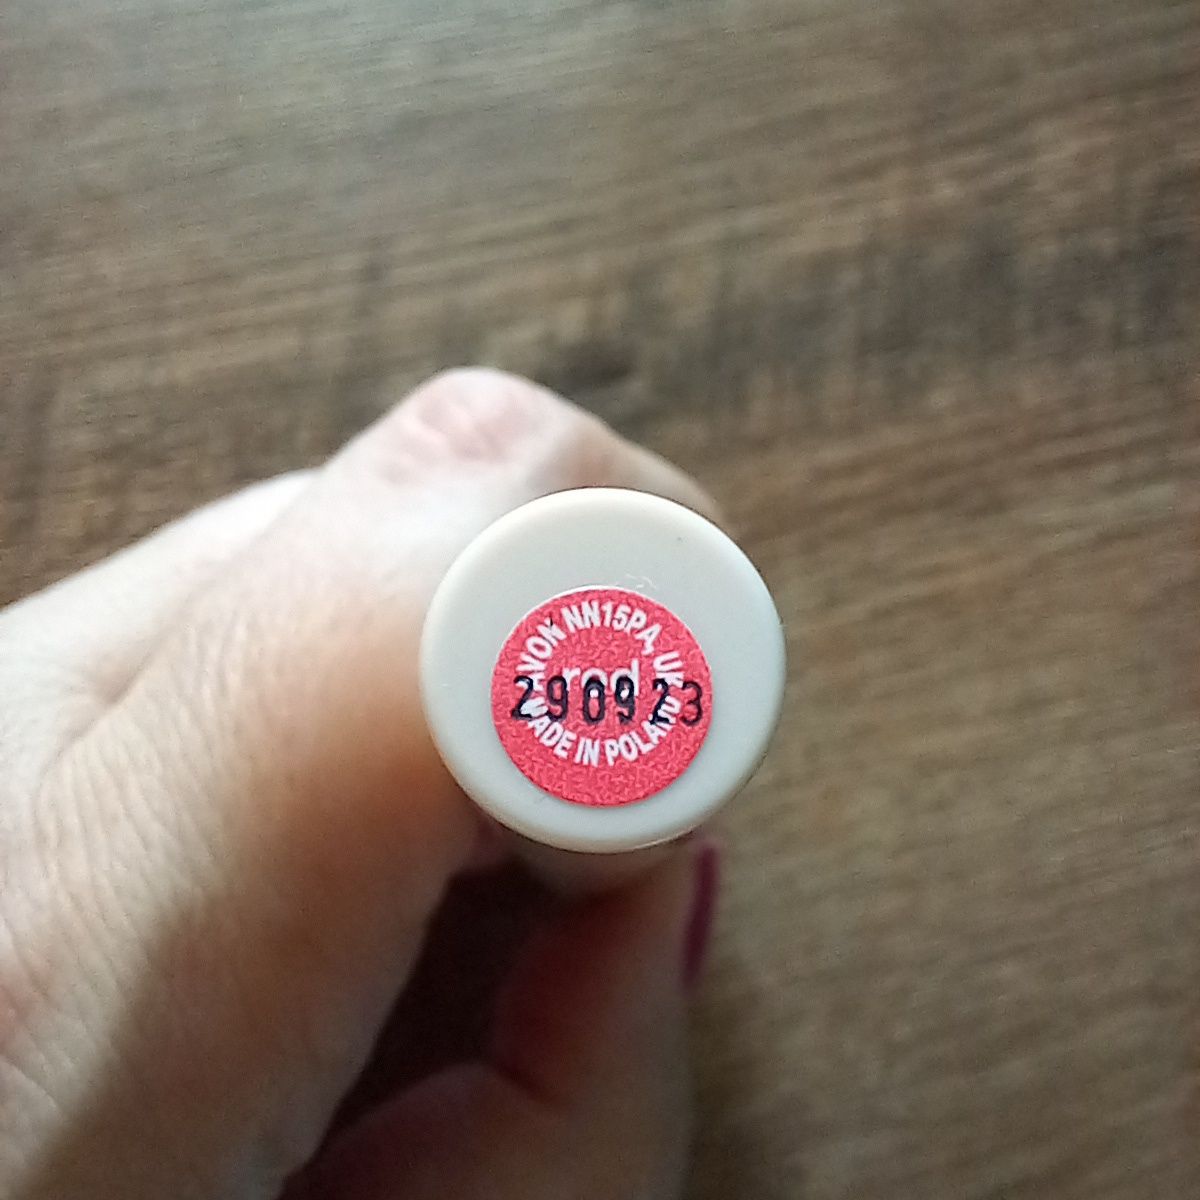 AVON NN15PA, UK
red
290923
MADE IN POLAND